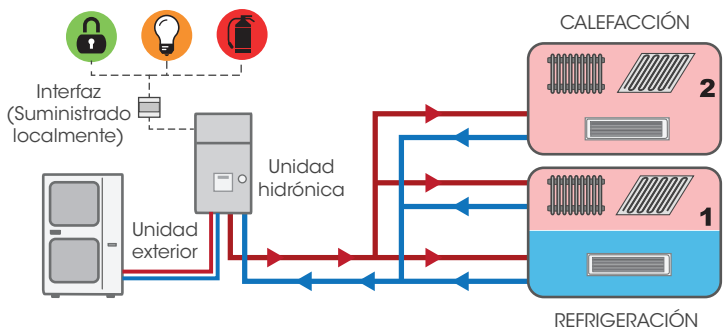 CALEFACCIÓN
Interfaz
(Suministrado
localmente)
2
Unidad
hidrónica
1
Unidad
exterior
REFRIGERACIÓN